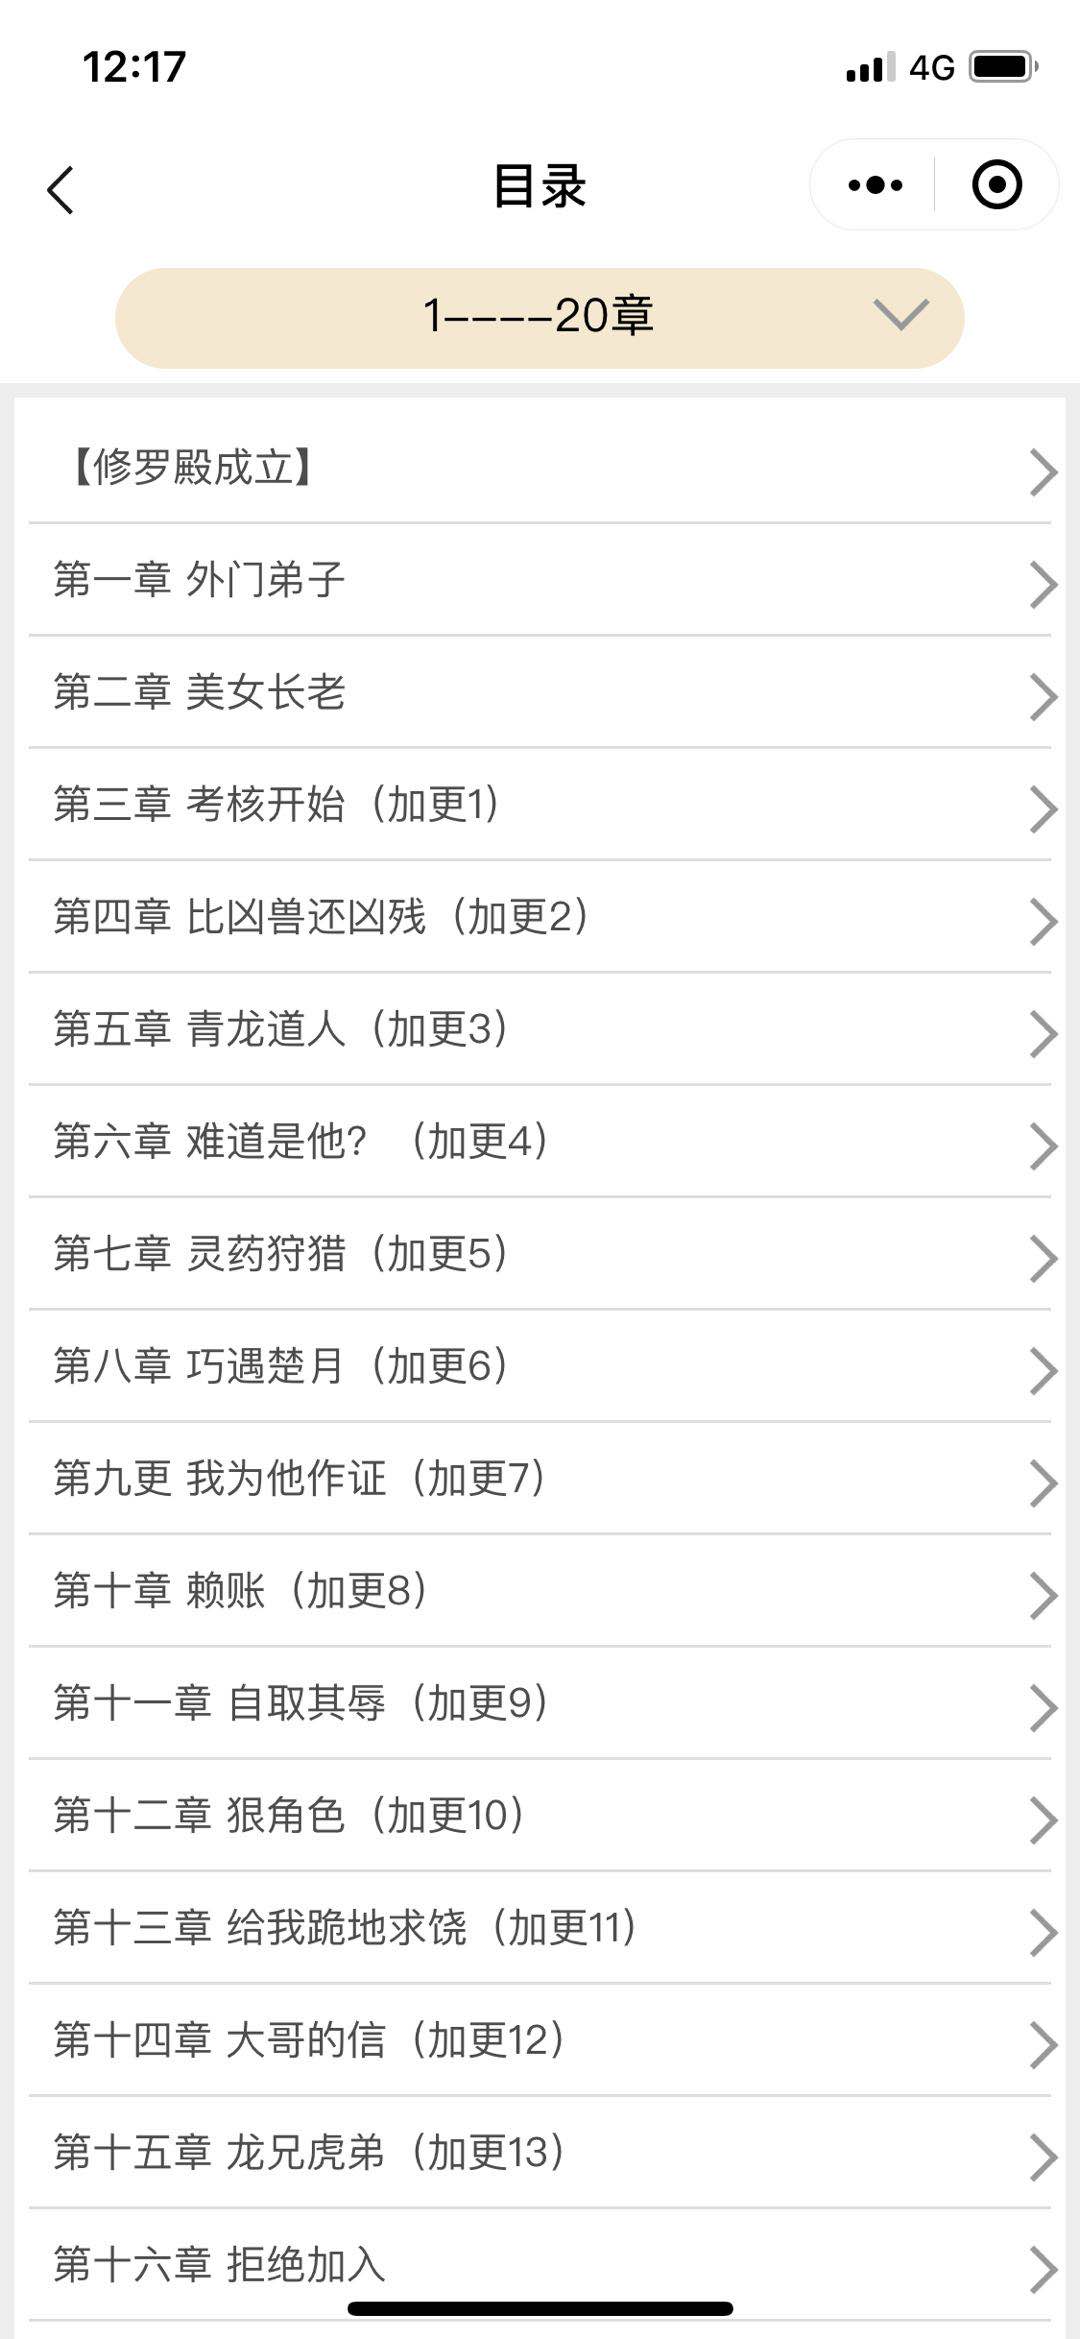 12:17
4G
目录
1----20章
【修罗殿成立】
第一章 外门弟子
第二章 美女长老
第三章 考核开始（加更1）
第四章 比凶兽还凶残（加更2）
第五章 青龙道人（加更3）
第六章 难道是他？（加更4）
第七章 灵药狩猎（加更5）
第八章 巧遇楚月（加更6）
第九更 我为他作证（加更7）
第十章 赖账（加更8）
第十一章 自取其辱（加更9）
第十二章 狠角色（加更10）
第十三章 给我跪地求饶（加更11）
第十四章 大哥的信（加更12）
第十五章 龙兄虎弟（加更13）
第十六章 拒绝加入